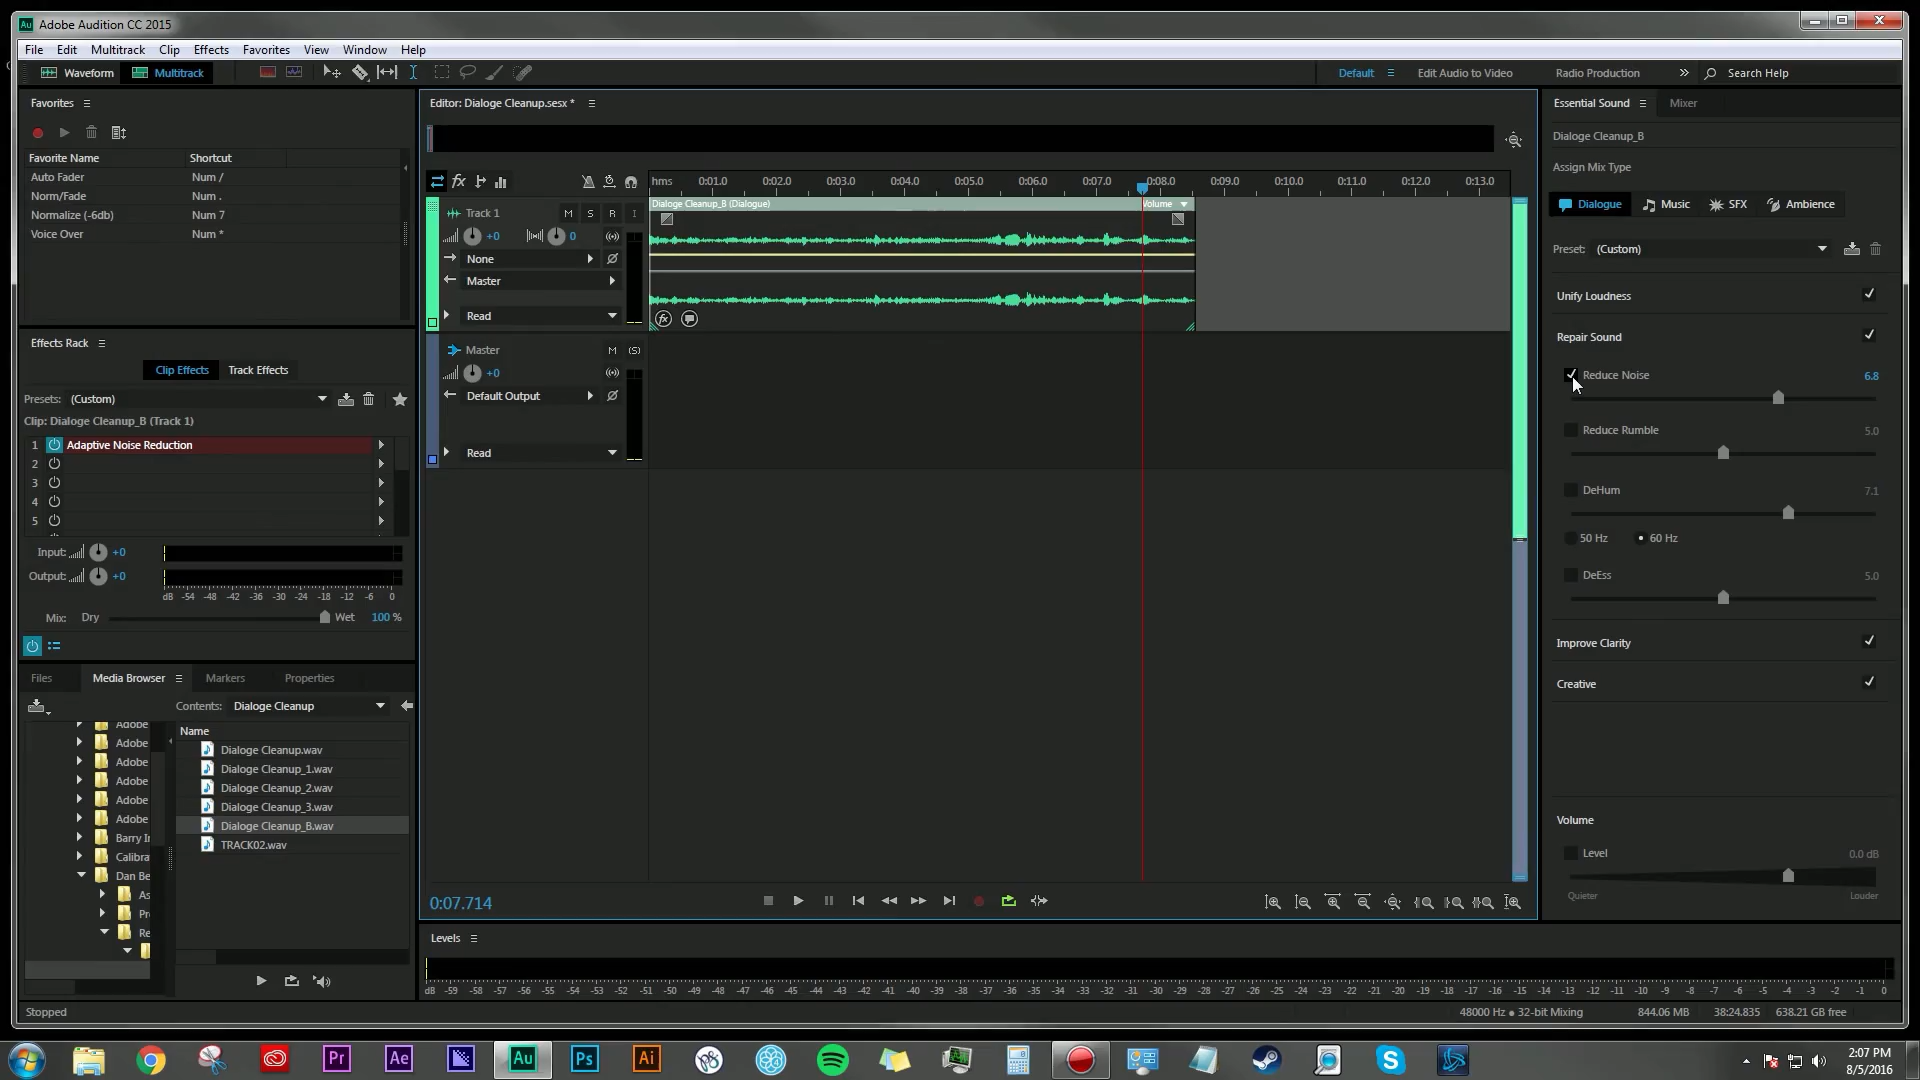 Adobe Audition CC 2015
File Edit Multitrack Clip Effects Favorites View Window Help
Waveform Multitrack Default Edit Audio to Video Radio Production Search Help
Favorites
Favorite Name Shortcut
Auto Fader Num /
Norm/Fade Num .
Normalize (-6db) Num 7
Voice Over Num *
Effects Rack
Clip Effects Track Effects
Presets: (Custom)
Clip: Dialoge Cleanup_B (Track 1)
1 Adaptive Noise Reduction
2
3
4
5
Input: +0
Output: +0
dB -54 -48 -42 -36 -30 -24 -18 -12 -6 0
Mix: Dry Wet 100 %
Files Media Browser Markers Properties
Contents: Dialoge Cleanup
Name
Adobe
Adobe
Adobe
Adobe
Adobe
Adobe
Barry Ir
Calibra
Dan Be
As
Pr
Re
Dialoge Cleanup.wav
Dialoge Cleanup_1.wav
Dialoge Cleanup_2.wav
Dialoge Cleanup_3.wav
Dialoge Cleanup_B.wav
TRACK02.wav
Stopped
Editor: Dialoge Cleanup.sesx *
fx
hms 0:01.0 0:02.0 0:03.0 0:04.0 0:05.0 0:06.0 0:07.0 0:08.0 0:09.0 0:10.0 0:11.0 0:12.0 0:13.0
Track 1 M S R I
+0 0
None
Master
Read
Dialoge Cleanup_B (Dialogue) Volume
fx
Master M (S)
+0
Default Output
Read
0:07.714
Levels
dB -59 -58 -57 -56 -55 -54 -53 -52 -51 -50 -49 -48 -47 -46 -45 -44 -43 -42 -41 -40 -39 -38 -37 -36 -35 -34 -33 -32 -31 -30 -29 -28 -27 -26 -25 -24 -23 -22 -21 -20 -19 -18 -17 -16 -15 -14 -13 -12 -11 -10 -9 -8 -7 -6 -5 -4 -3 -2 -1 0
48000 Hz • 32-bit Mixing 844.06 MB 38:24.835 638.21 GB free
Essential Sound Mixer
Dialoge Cleanup_B
Assign Mix Type
Dialogue Music SFX Ambience
Preset: (Custom)
Unify Loudness
Repair Sound
Reduce Noise 6.8
Reduce Rumble 5.0
DeHum 7.1
50 Hz 60 Hz
DeEss 5.0
Improve Clarity
Creative
Volume
Level 0.0 dB
Quieter Louder
Pr Ae Au Ps Ai
2:07 PM
8/5/2016